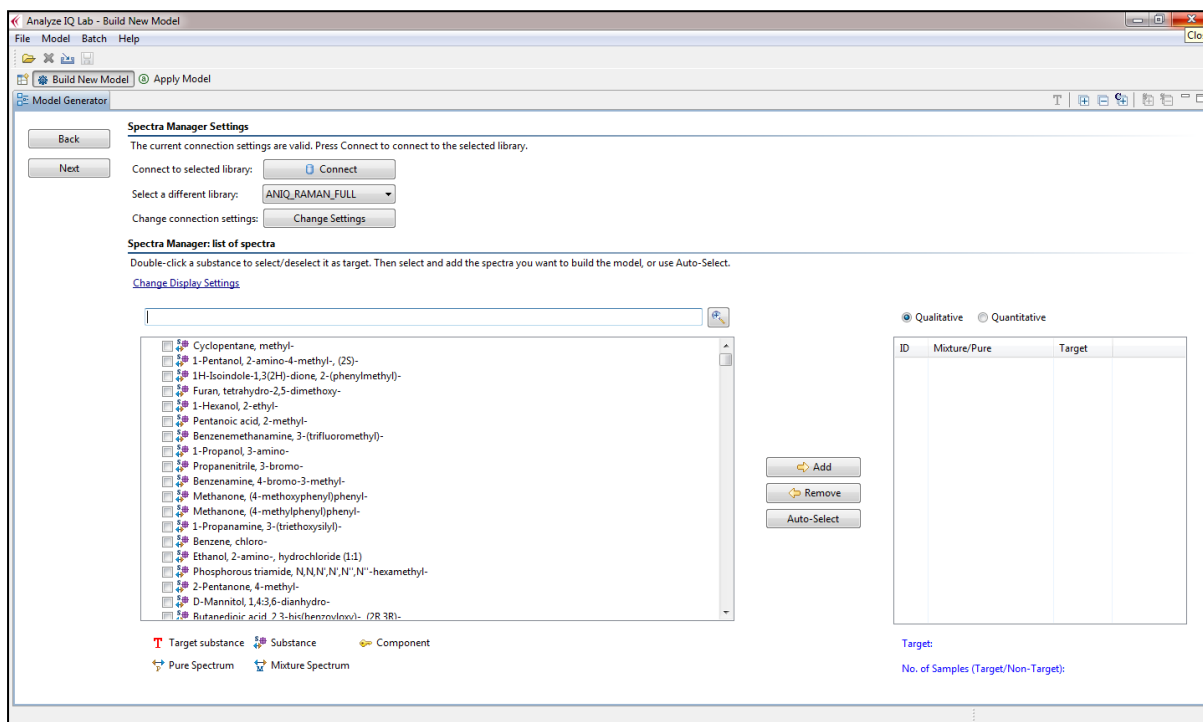 Analyze IQ Lab - Build New Model
Clo
File Model Batch Help
Build New Model Apply Model
Model Generator
Back
Next
Spectra Manager Settings
The current connection settings are valid. Press Connect to connect to the selected library.
Connect to selected library: Connect
Select a different library: ANIQ_RAMAN_FULL
Change connection settings: Change Settings
Spectra Manager: list of spectra
Double-click a substance to select/deselect it as target. Then select and add the spectra you want to build the model, or use Auto-Select.
Change Display Settings
Qualitative Quantitative
Cyclopentane, methyl-
1-Pentanol, 2-amino-4-methyl-, (2S)-
1H-Isoindole-1,3(2H)-dione, 2-(phenylmethyl)-
Furan, tetrahydro-2,5-dimethoxy-
1-Hexanol, 2-ethyl-
Pentanoic acid, 2-methyl-
Benzenemethanamine, 3-(trifluoromethyl)-
1-Propanol, 3-amino-
Propanenitrile, 3-bromo-
Benzenamine, 4-bromo-3-methyl-
Methanone, (4-methoxyphenyl)phenyl-
Methanone, (4-methylphenyl)phenyl-
1-Propanamine, 3-(triethoxysilyl)-
Benzene, chloro-
Ethanol, 2-amino-, hydrochloride (1:1)
Phosphorous triamide, N,N,N',N',N'',N''-hexamethyl-
2-Pentanone, 4-methyl-
D-Mannitol, 1,4:3,6-dianhydro-
Butanedioic acid, 2,3-bis(benzoyloxy)-, (2R,3R)-
Add
Remove
Auto-Select
ID Mixture/Pure Target
T Target substance Substance Component
Pure Spectrum Mixture Spectrum
Target:
No. of Samples (Target/Non-Target):